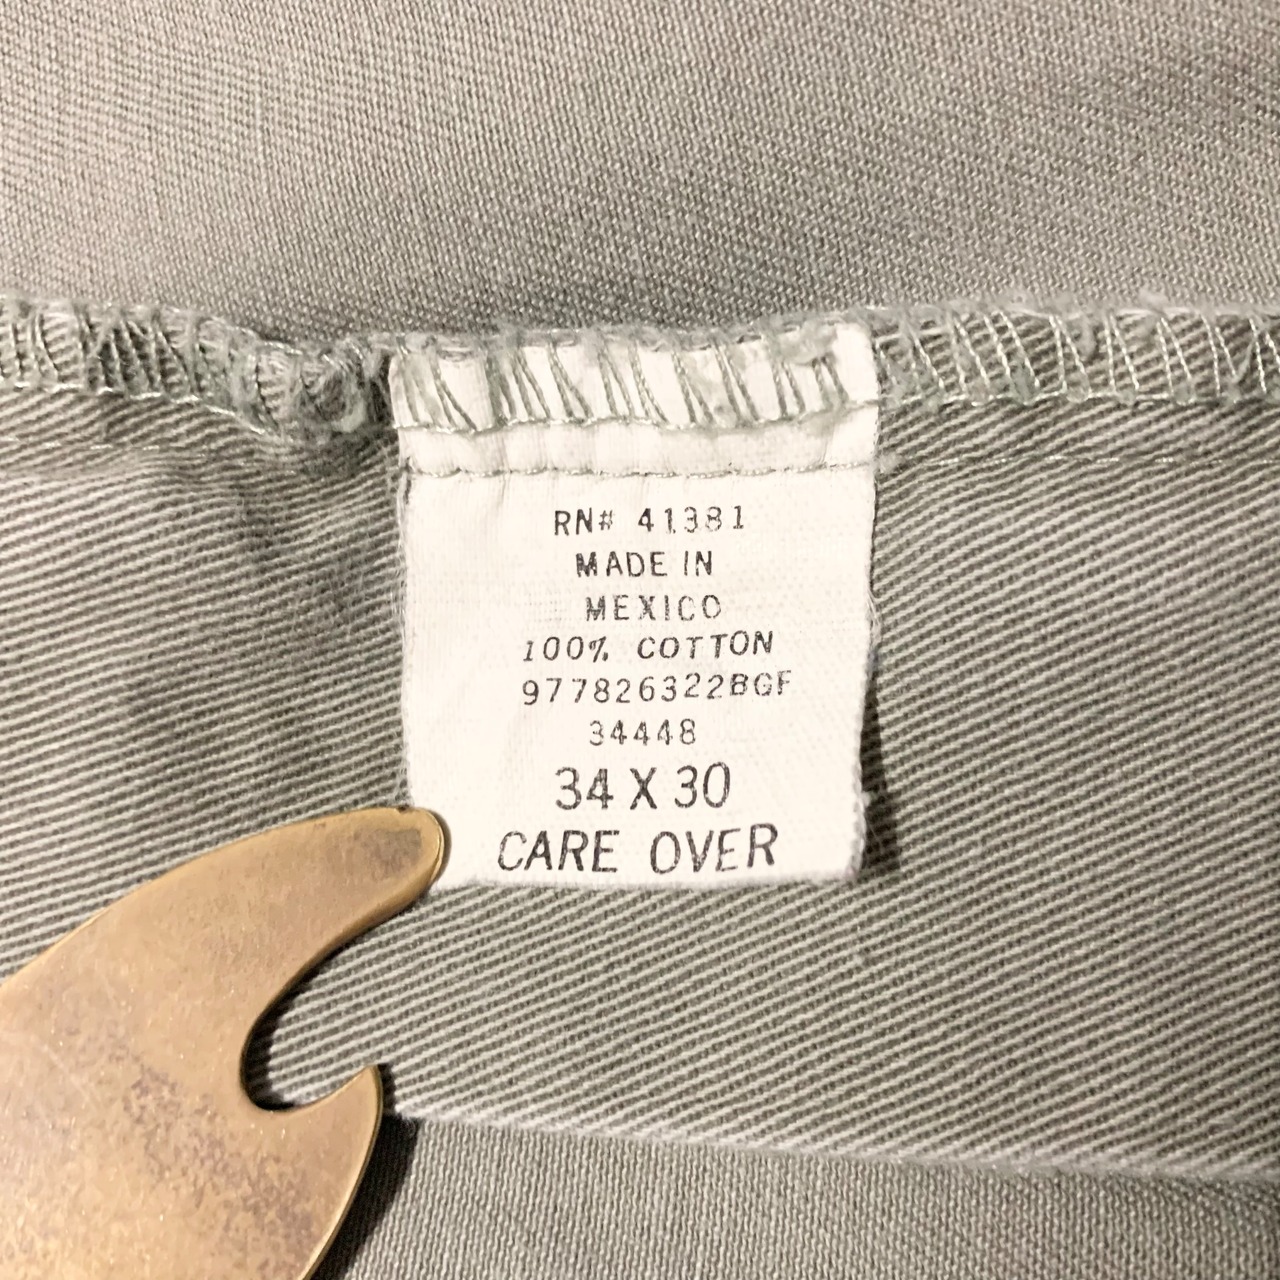 RN# 41381
MADE IN
MEXICO
100% COTTON
977826322BGF
34448
34 X 30
CARE OVER